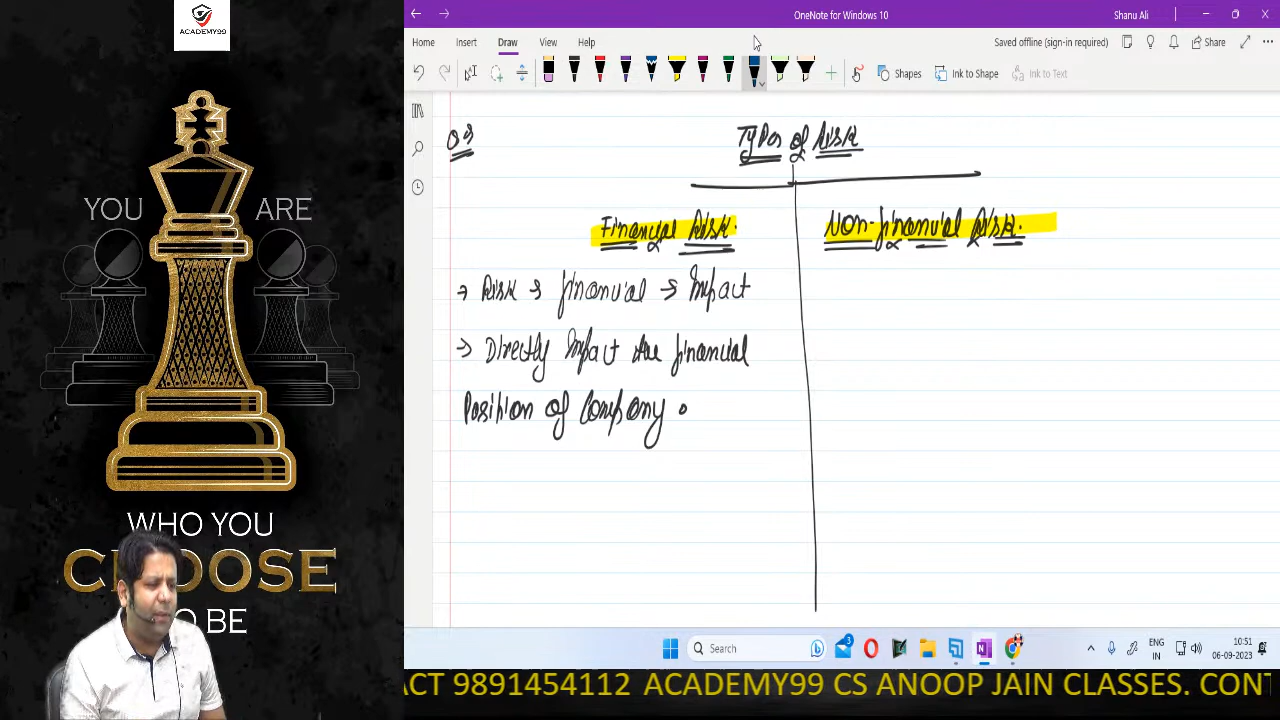 ACADEMY99
YOU ARE
WHO YOU
CHOOSE
TO BE
OneNote for Windows 10
Shanu Ali
Home Insert Draw View Help
Saved offline (sign-in required)
Share
Shapes
Ink to Shape
Ink to Text
Types of Risk
Financial Risk.
→ Risk → financial → Impact
→ Directly Impact the financial
Position of Company
Non-financial Risk.
Search
3
ENG
IN
10:51
06-09-2023
ACT 9891454112 ACADEMY99 CS ANOOP JAIN CLASSES. CONT